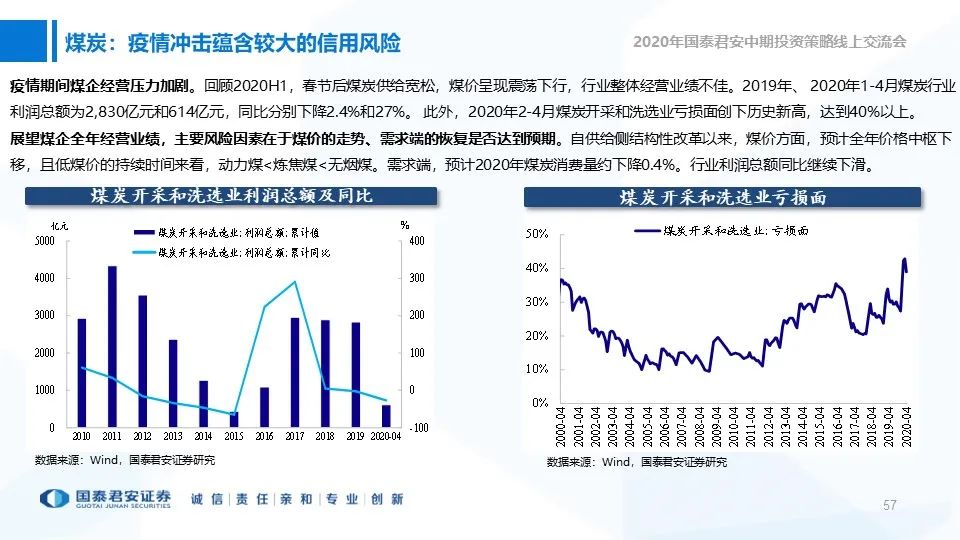 煤炭：疫情冲击蕴含较大的信用风险
2020年国泰君安中期投资策略线上交流会
疫情期间煤企经营压力加剧。回顾2020H1，春节后煤炭供给宽松，煤价呈现震荡下行，行业整体经营业绩不佳。2019年、 2020年1-4月煤炭行业
利润总额为2,830亿元和614亿元，同比分别下降2.4%和27%。 此外，2020年2-4月煤炭开采和洗选业亏损面创下历史新高，达到40%以上。
展望煤企全年经营业绩，主要风险因素在于煤价的走势、需求端的恢复是否达到预期。自供给侧结构性改革以来，煤价方面，预计全年价格中枢下
移，且低煤价的持续时间来看，动力煤<炼焦煤<无烟煤。需求端，预计2020年煤炭消费量约下降0.4%。行业利润总额同比继续下滑。
煤炭开采和洗选业利润总额及同比
亿元
%
煤炭开采和洗选业:利润总额:累计值
煤炭开采和洗选业:利润总额:累计同比
5000
4000
3000
2000
1000
0
400
300
200
100
0
-100
2010 2011 2012 2013 2014 2015 2016 2017 2018 2019 2020-04
数据来源：Wind，国泰君安证券研究
煤炭开采和洗选业亏损面
煤炭开采和洗选业:亏损面
50%
40%
30%
20%
10%
0%
2000-04
2001-04
2002-04
2003-04
2004-04
2005-04
2006-04
2007-04
2008-04
2009-04
2010-04
2011-04
2012-04
2013-04
2014-04
2015-04
2016-04
2017-04
2018-04
2019-04
2020-04
数据来源：Wind，国泰君安证券研究
国泰君安证券
GUOTAI JUNAN SECURITIES
诚信|责任|亲和|专业|创新
57